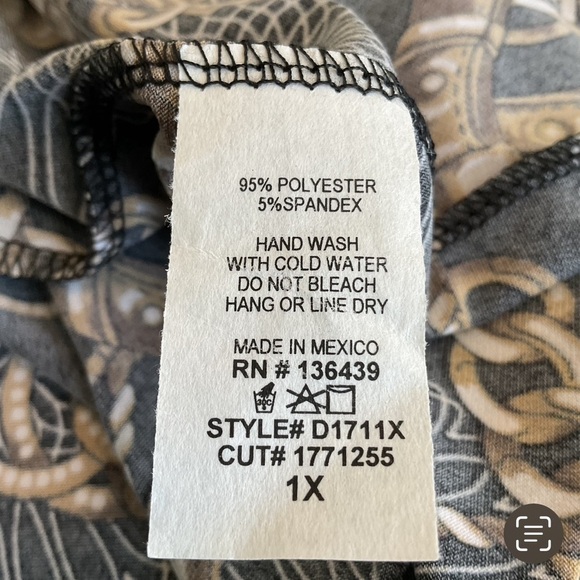 95% POLYESTER
5%SPANDEX
HAND WASH
WITH COLD WATER
DO NOT BLEACH
HANG OR LINE DRY
MADE IN MEXICO
RN # 136439
30C
STYLE# D1711X
CUT# 1771255
1X